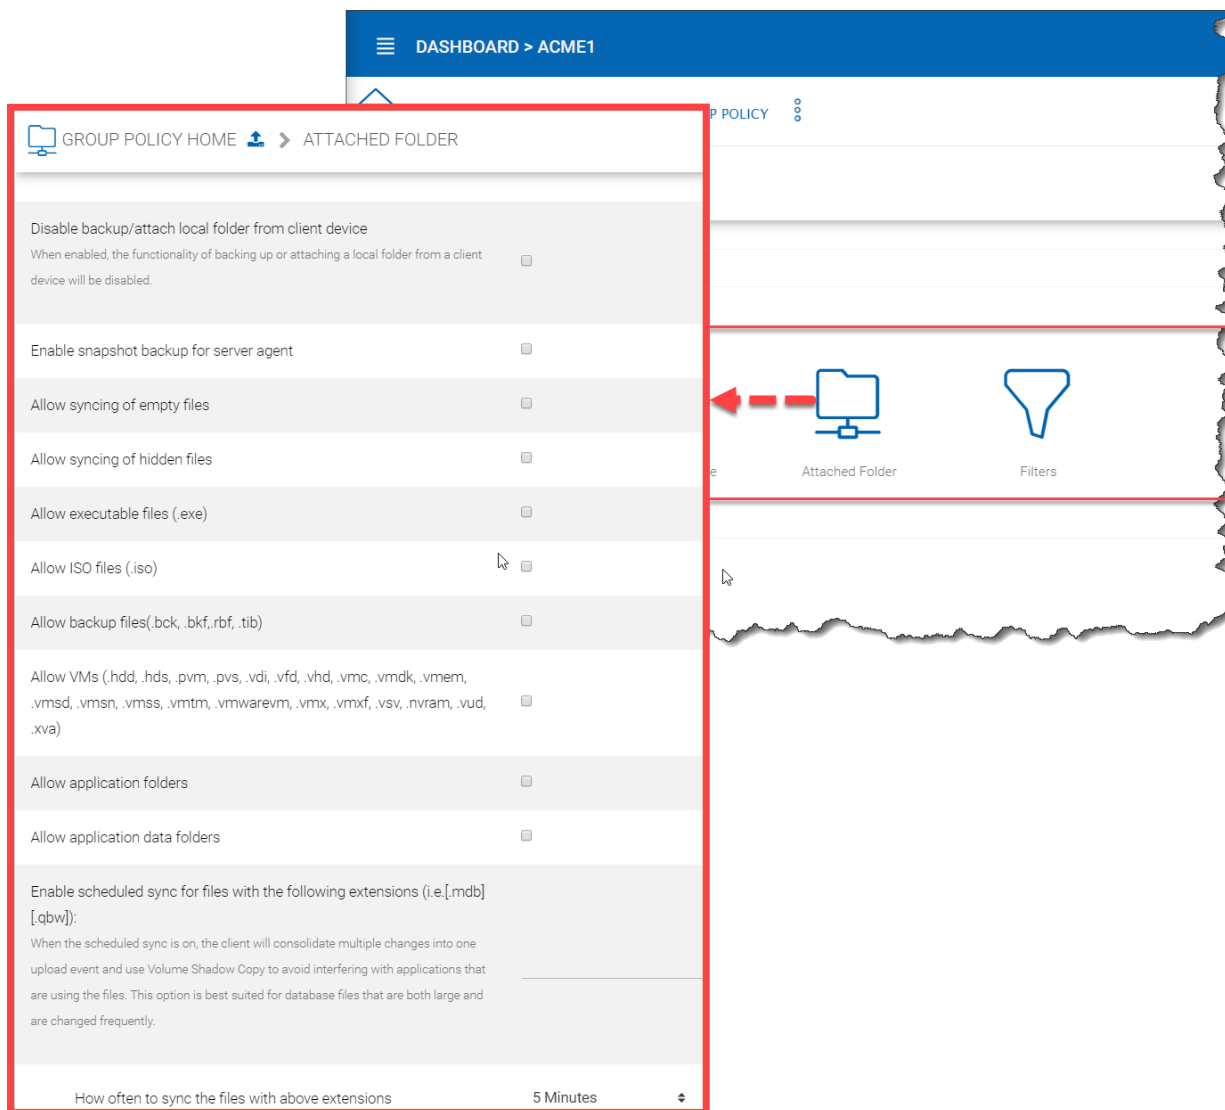 DASHBOARD > ACME1
P POLICY
GROUP POLICY HOME > ATTACHED FOLDER
Disable backup/attach local folder from client device
When enabled, the functionality of backing up or attaching a local folder from a client
device will be disabled.
Enable snapshot backup for server agent
Allow syncing of empty files
Allow syncing of hidden files
Allow executable files (.exe)
Allow ISO files (.iso)
Allow backup files(.bck, .bkf,.rbf, .tib)
Allow VMs (.hdd, .hds, .pvm, .pvs, .vdi, .vfd, .vhd, .vmc, .vmdk, .vmem,
.vmsd, .vmsn, .vmss, .vmtm, .vmwarevm, .vmx, .vmxf, .vsv, .nvram, .vud,
.xva)
Allow application folders
Allow application data folders
Enable scheduled sync for files with the following extensions (i.e.[.mdb]
[.qbw]):
When the scheduled sync is on, the client will consolidate multiple changes into one
upload event and use Volume Shadow Copy to avoid interfering with applications that
are using the files. This option is best suited for database files that are both large and
are changed frequently.
How often to sync the files with above extensions 5 Minutes
e
Attached Folder
Filters